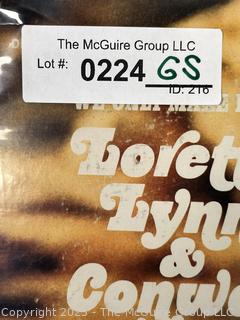 The McGuire Group LLC
Lot #: 0224 GS
ID: 216
WE ONLY MAKE
Lorett
Lynn
&
Conwa
Copyright 2025 - The McGuire Group LLC